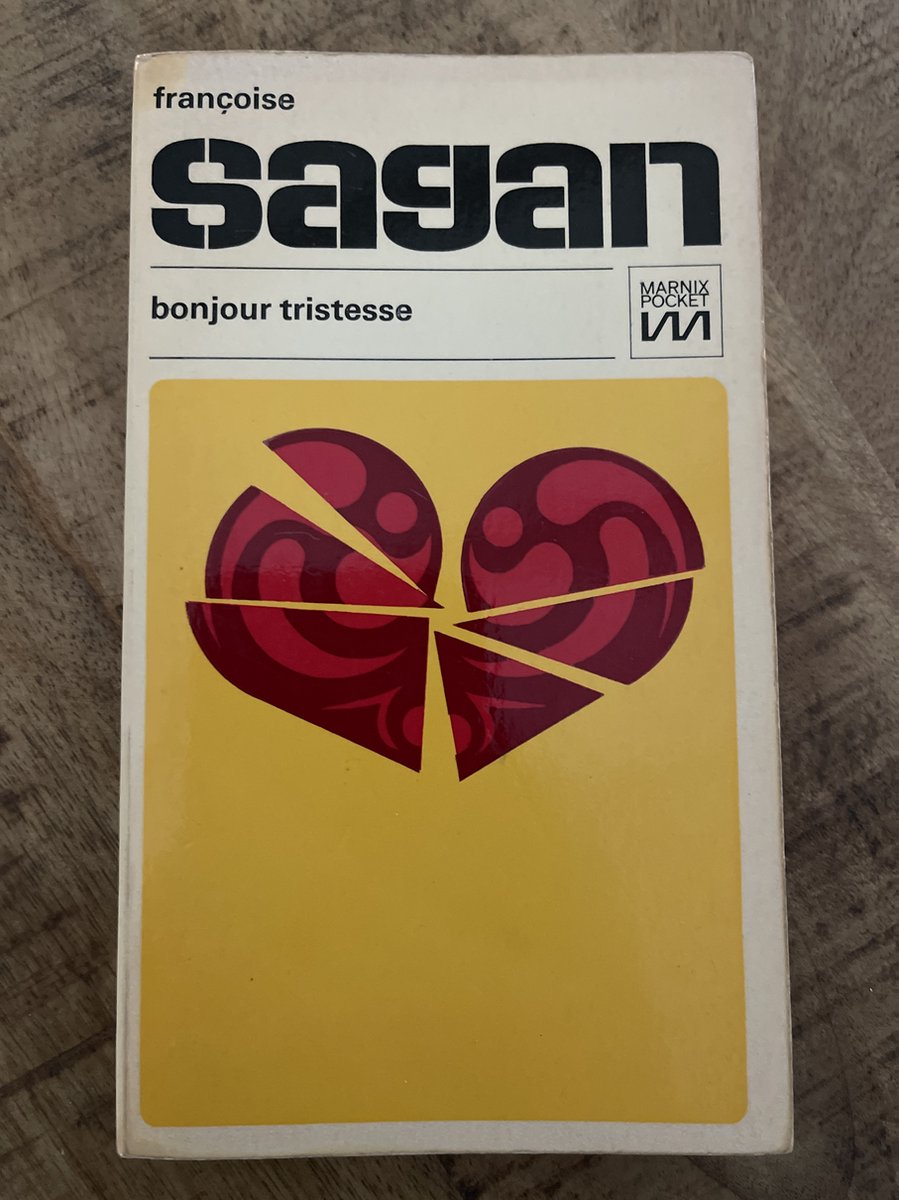 françoise
sagan
bonjour tristesse
MARNIX
POCKET